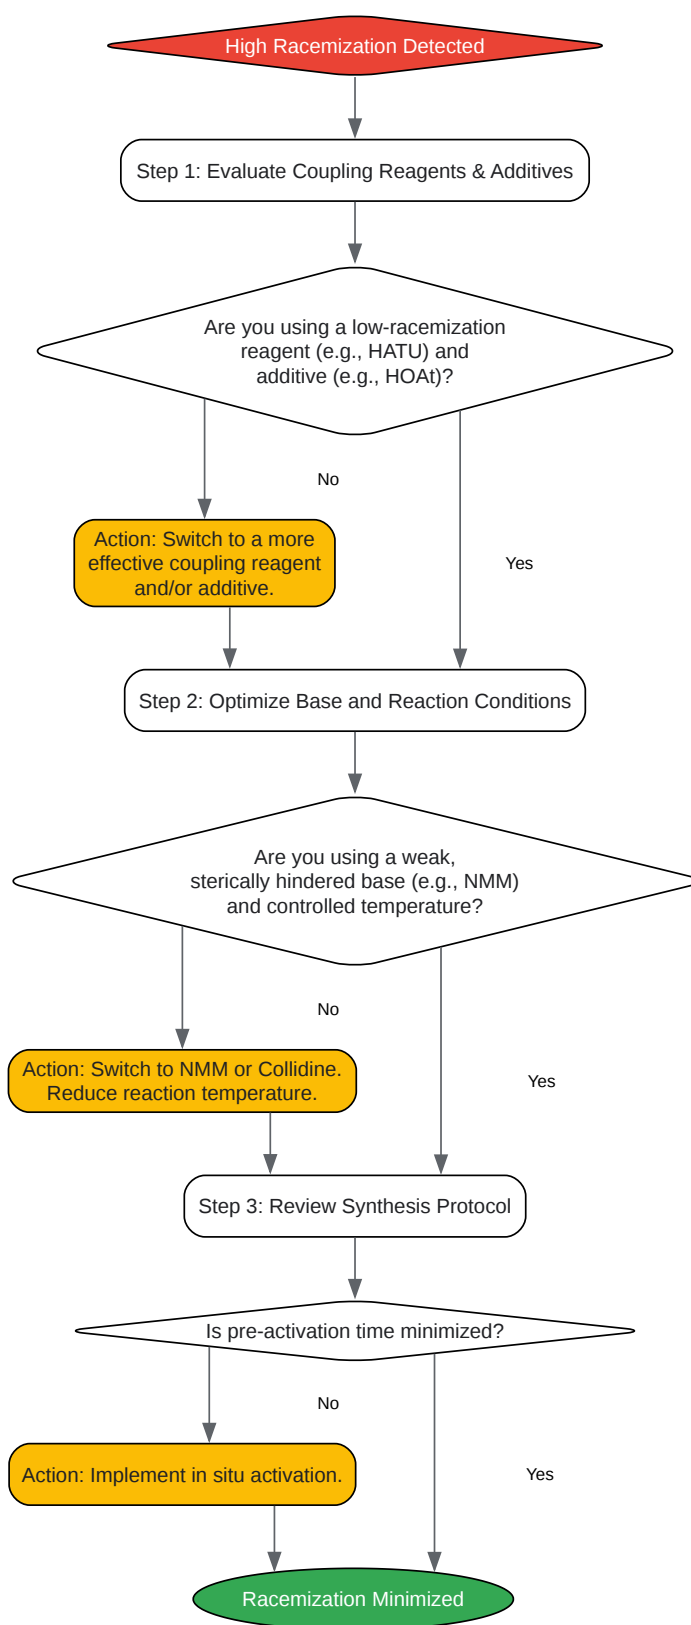 High Racemization Detected
Step 1: Evaluate Coupling Reagents & Additives
Are you using a low-racemization
reagent (e.g., HATU) and
additive (e.g., HOAt)?
No
Action: Switch to a more
effective coupling reagent
and/or additive.
Yes
Step 2: Optimize Base and Reaction Conditions
Are you using a weak,
sterically hindered base (e.g., NMM)
and controlled temperature?
No
Action: Switch to NMM or Collidine.
Reduce reaction temperature.
Yes
Step 3: Review Synthesis Protocol
Is pre-activation time minimized?
No
Action: Implement in situ activation.
Yes
Racemization Minimized